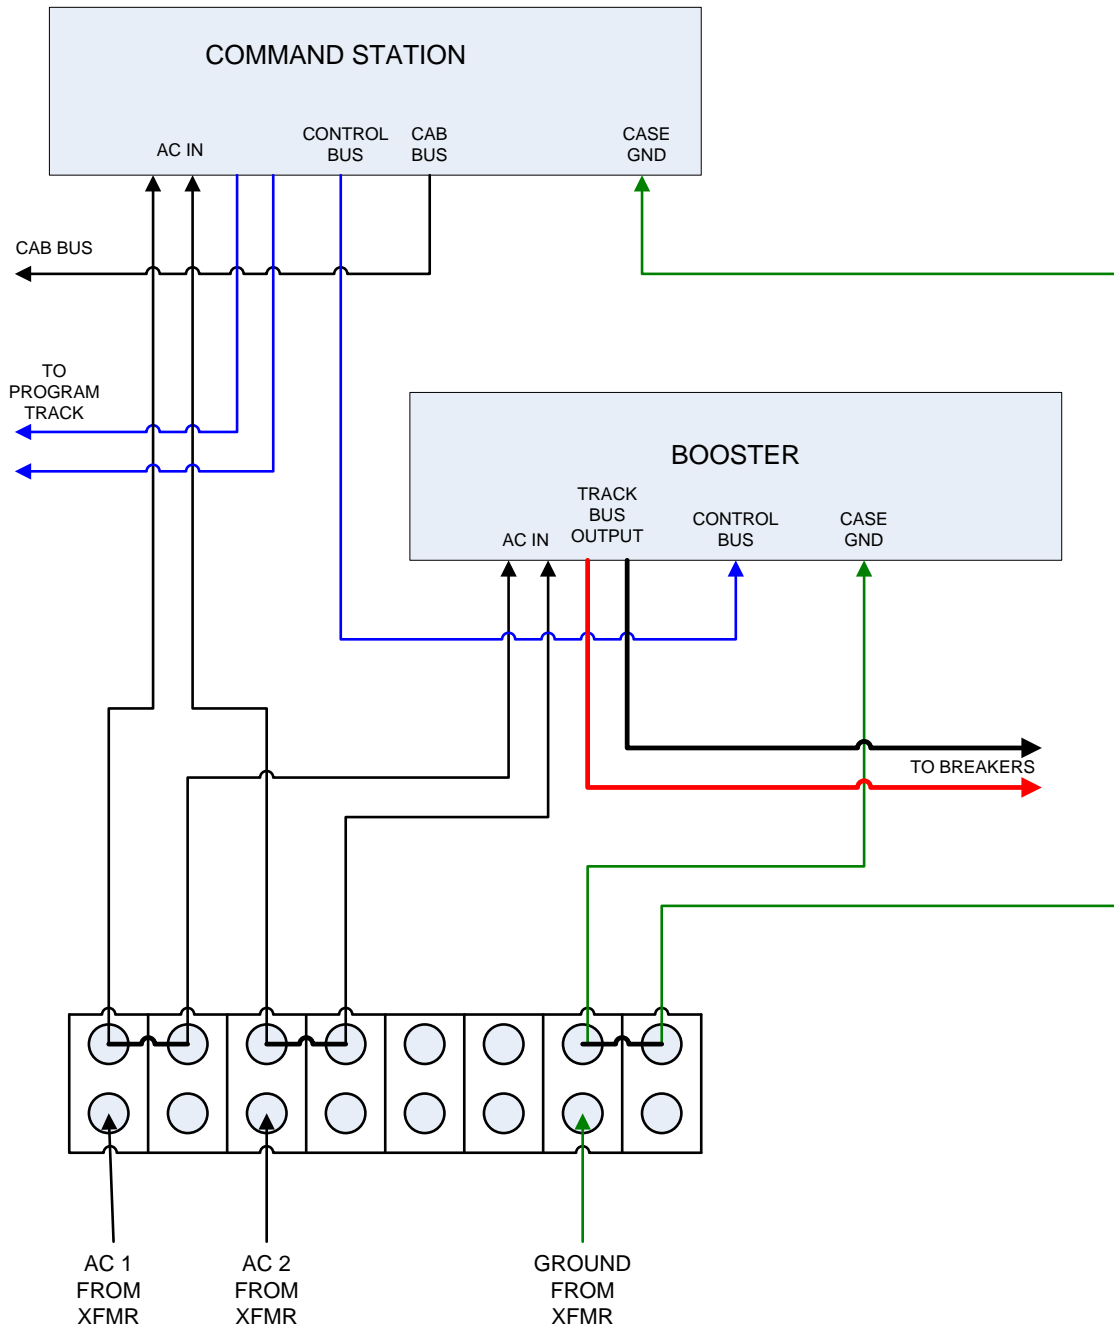 COMMAND STATION
AC IN
CONTROL
BUS
CAB
BUS
CASE
GND
CAB BUS
TO
PROGRAM
TRACK
BOOSTER
AC IN
TRACK
BUS
OUTPUT
CONTROL
BUS
CASE
GND
TO BREAKERS
AC 1
FROM
XFMR
AC 2
FROM
XFMR
GROUND
FROM
XFMR